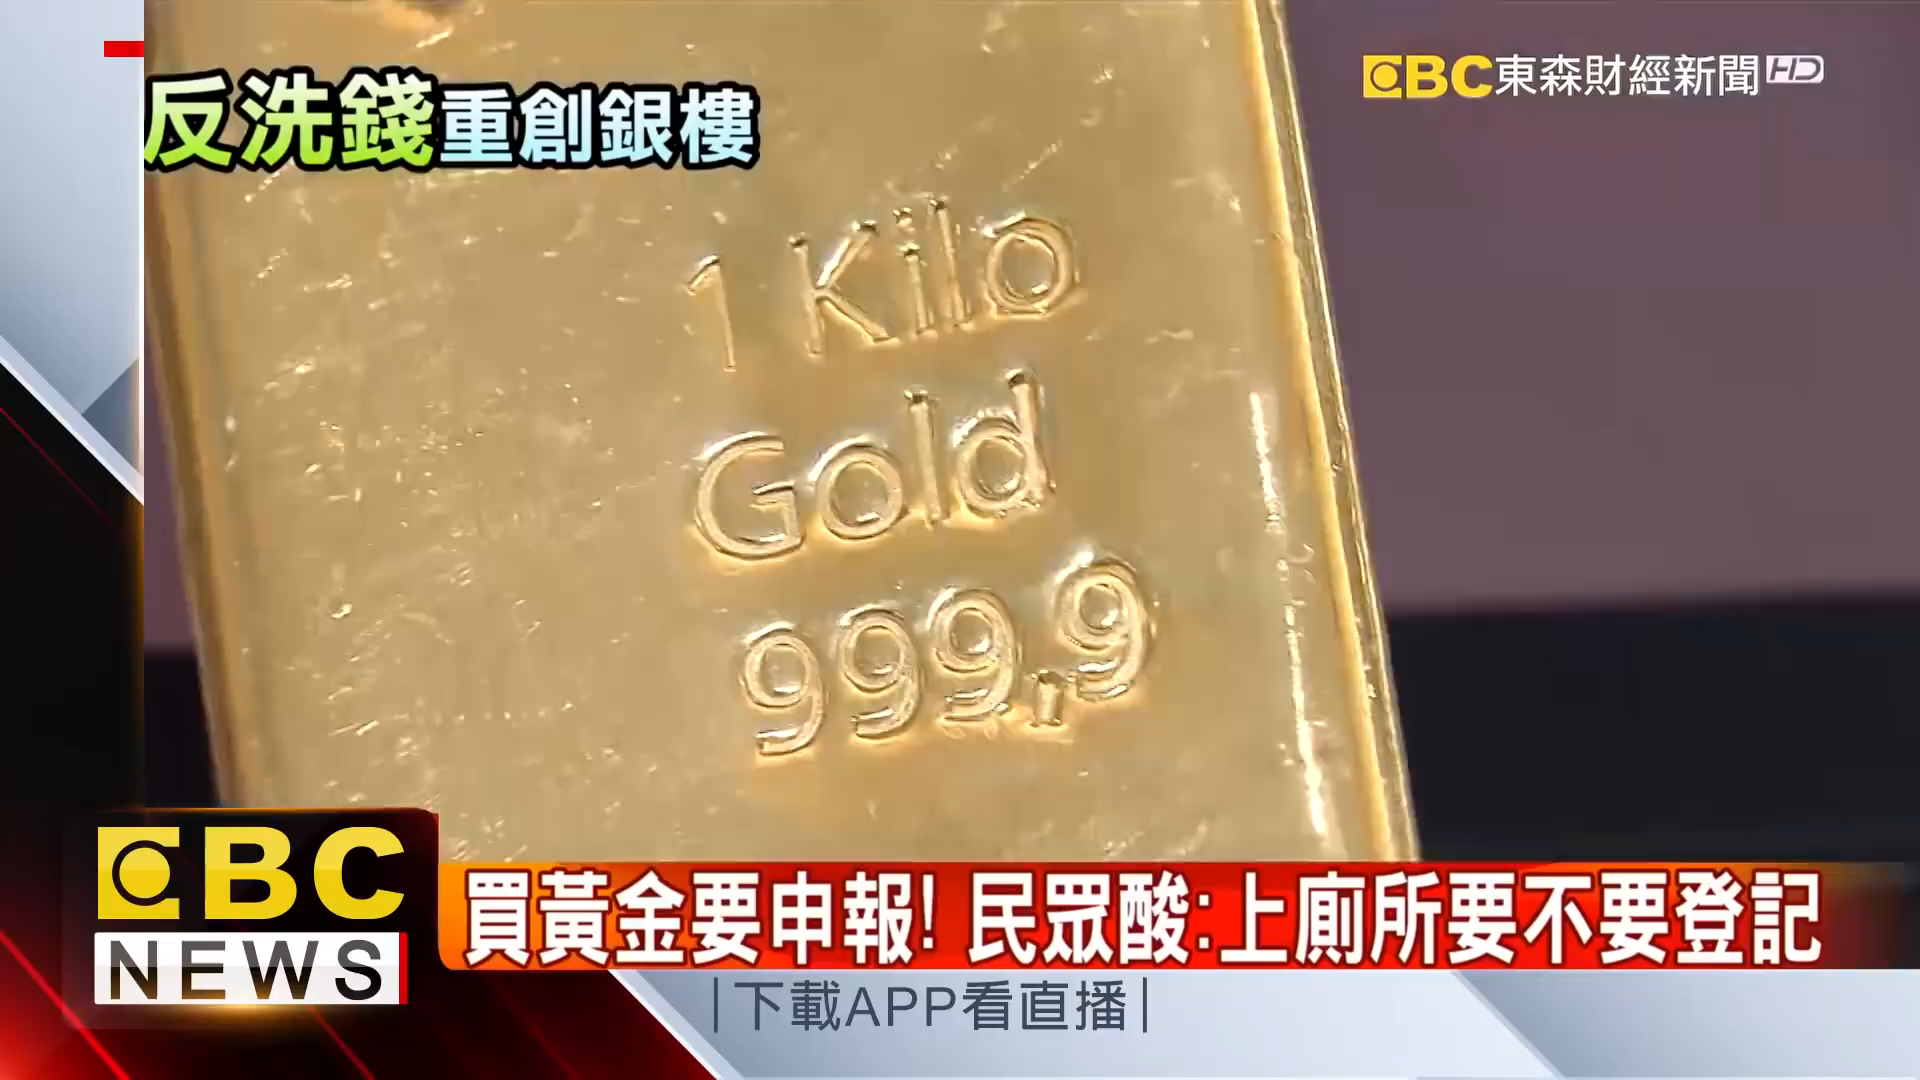 反洗錢重創銀樓
EBC東森財經新聞HD
1 Kilo
Gold
999,9
EBC
NEWS
買黃金要申報! 民眾酸:上廁所要不要登記
|下載APP看直播|